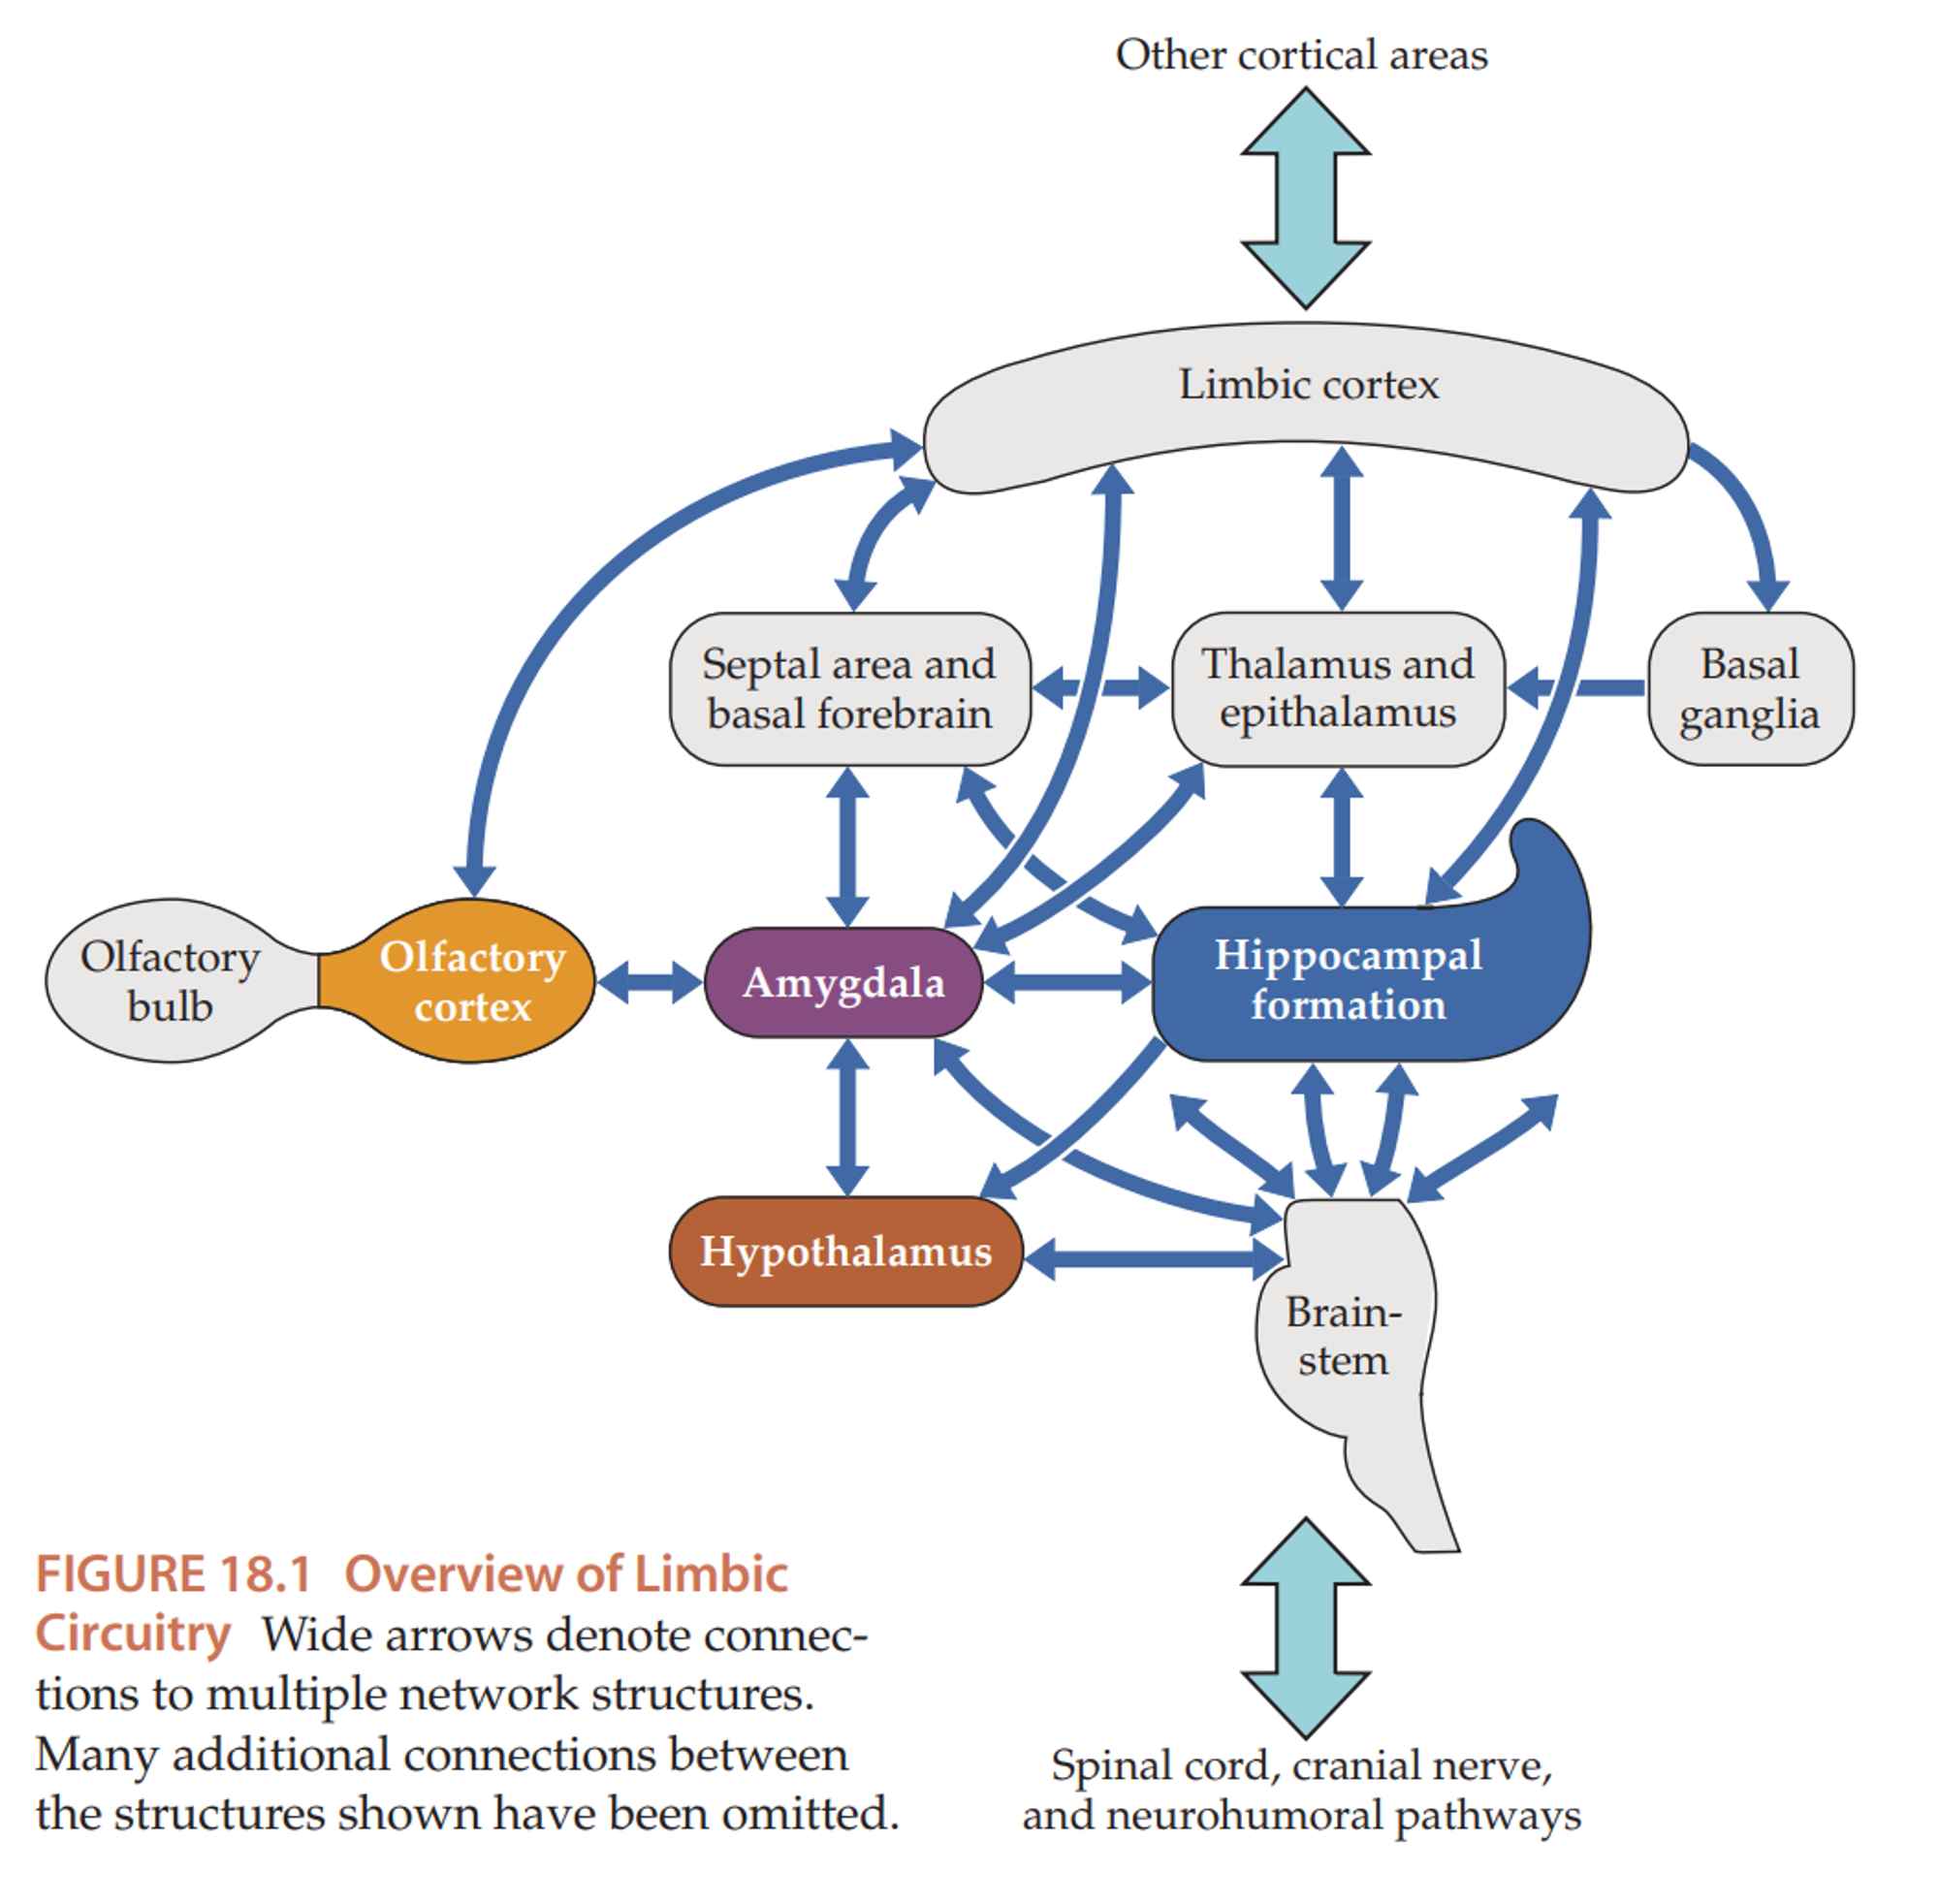 Other cortical areas
Limbic cortex
Septal area and
basal forebrain
Thalamus and
epithalamus
Basal
ganglia
Olfactory
bulb
Olfactory
cortex
Amygdala
Hippocampal
formation
Hypothalamus
Brain-
stem
FIGURE 18.1 Overview of Limbic
Circuitry Wide arrows denote connec-
tions to multiple network structures.
Many additional connections between
the structures shown have been omitted.
Spinal cord, cranial nerve,
and neurohumoral pathways